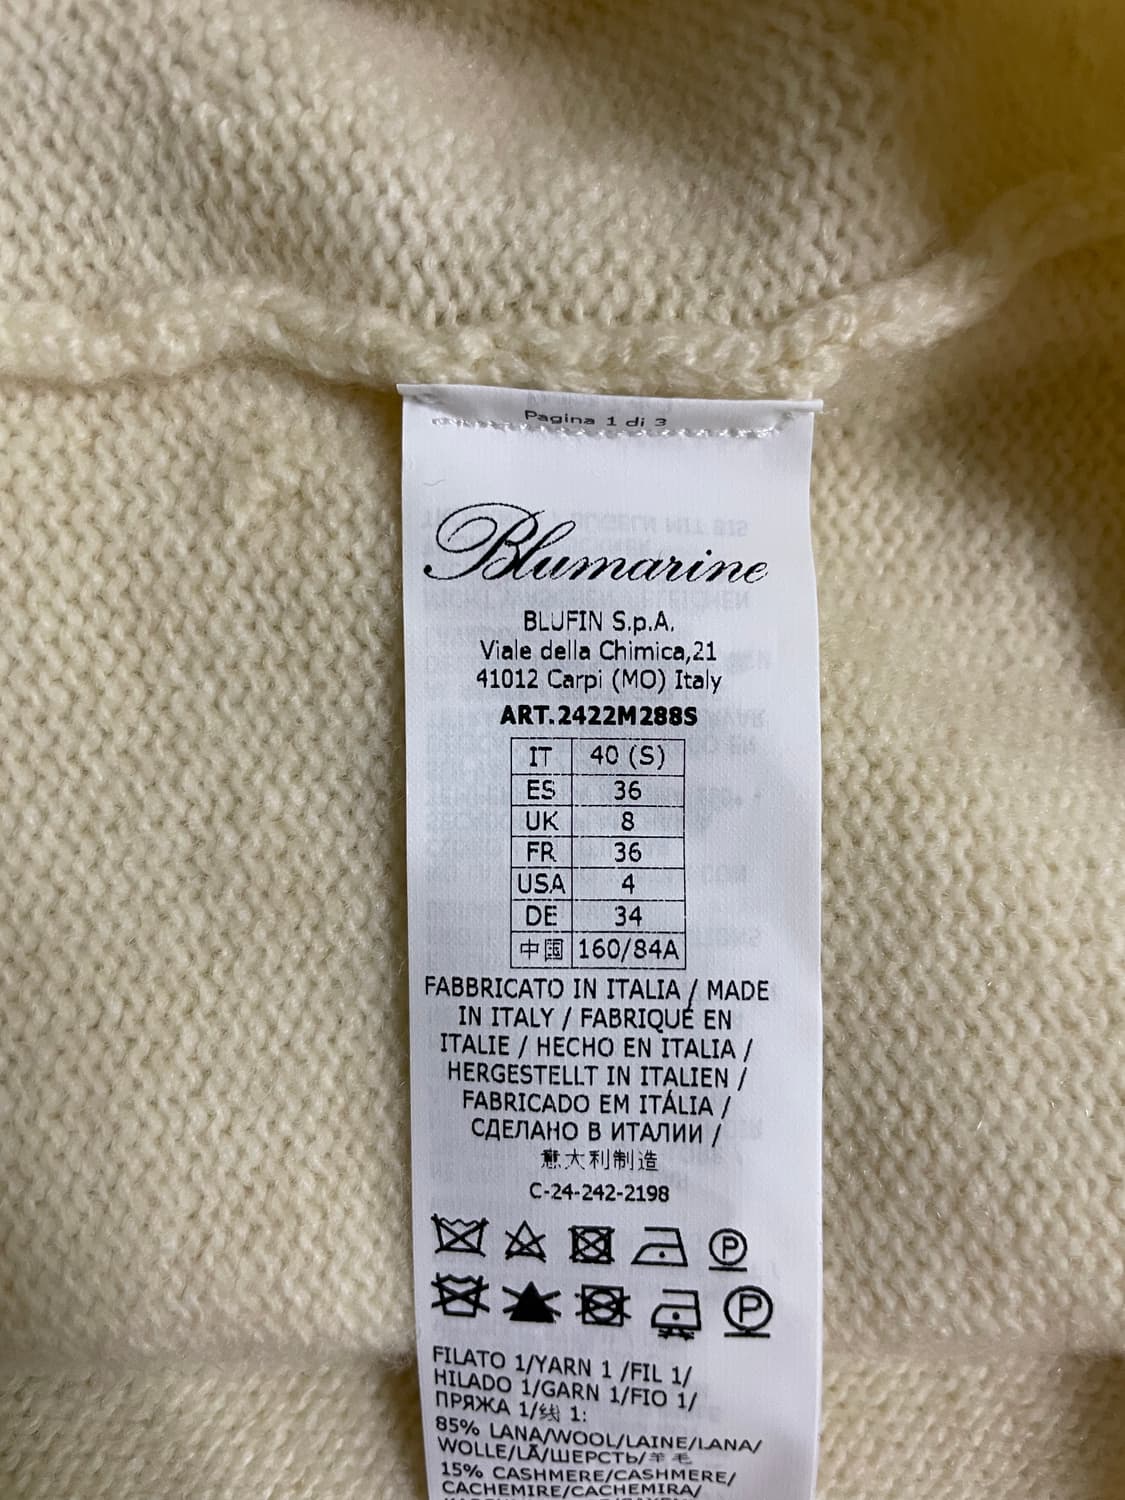 Pagina 1 di 3
Blumarine
BLUFIN S.p.A.
Viale della Chimica,21
41012 Carpi (MO) Italy
ART.2422M288S
IT 40 (S)
ES 36
UK 8
FR 36
USA 4
DE 34
中国 160/84A
FABBRICATO IN ITALIA / MADE
IN ITALY / FABRIQUÉ EN
ITALIE / HECHO EN ITALIA /
HERGESTELLT IN ITALIEN /
FABRICADO EM ITÁLIA /
СДЕЛАНО В ИТАЛИИ /
意大利制造
C-24-242-2198
P
P
FILATO 1/YARN 1 /FIL 1/
HILADO 1/GARN 1/FIO 1/
ПРЯЖА 1/线 1:
85% LANA/WOOL/LAINE/LANA/
WOLLE/LÃ/ШЕРСТЬ/羊毛
15% CASHMERE/CASHMERE/
CACHEMIRE/CACHEMIRA/